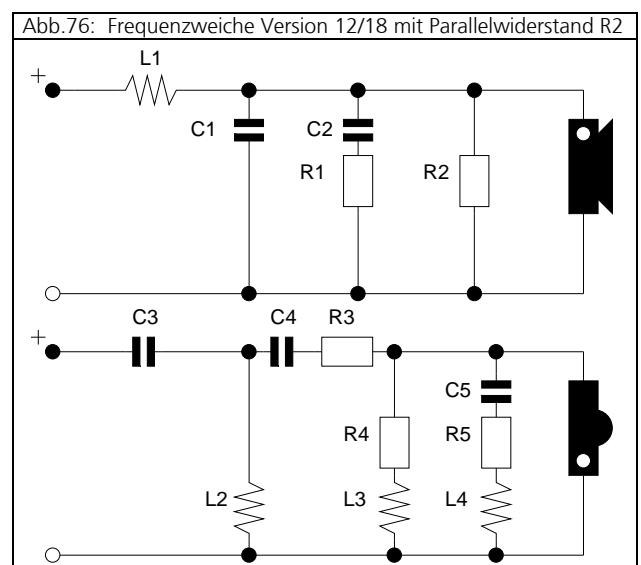 Abb.76: Frequenzweiche Version 12/18 mit Parallelwiderstand R2
L1
+
C1
C2
R1
R2
C3
C4
R3
+
C5
R4
R5
L2
L3
L4